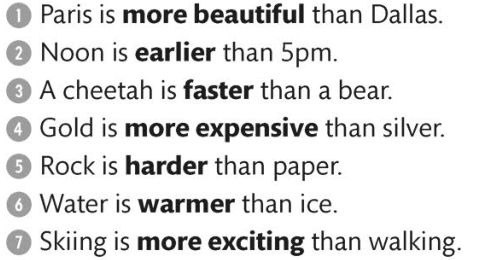 1 Paris is more beautiful than Dallas.
2 Noon is earlier than 5pm.
3 A cheetah is faster than a bear.
4 Gold is more expensive than silver.
5 Rock is harder than paper.
6 Water is warmer than ice.
7 Skiing is more exciting than walking.